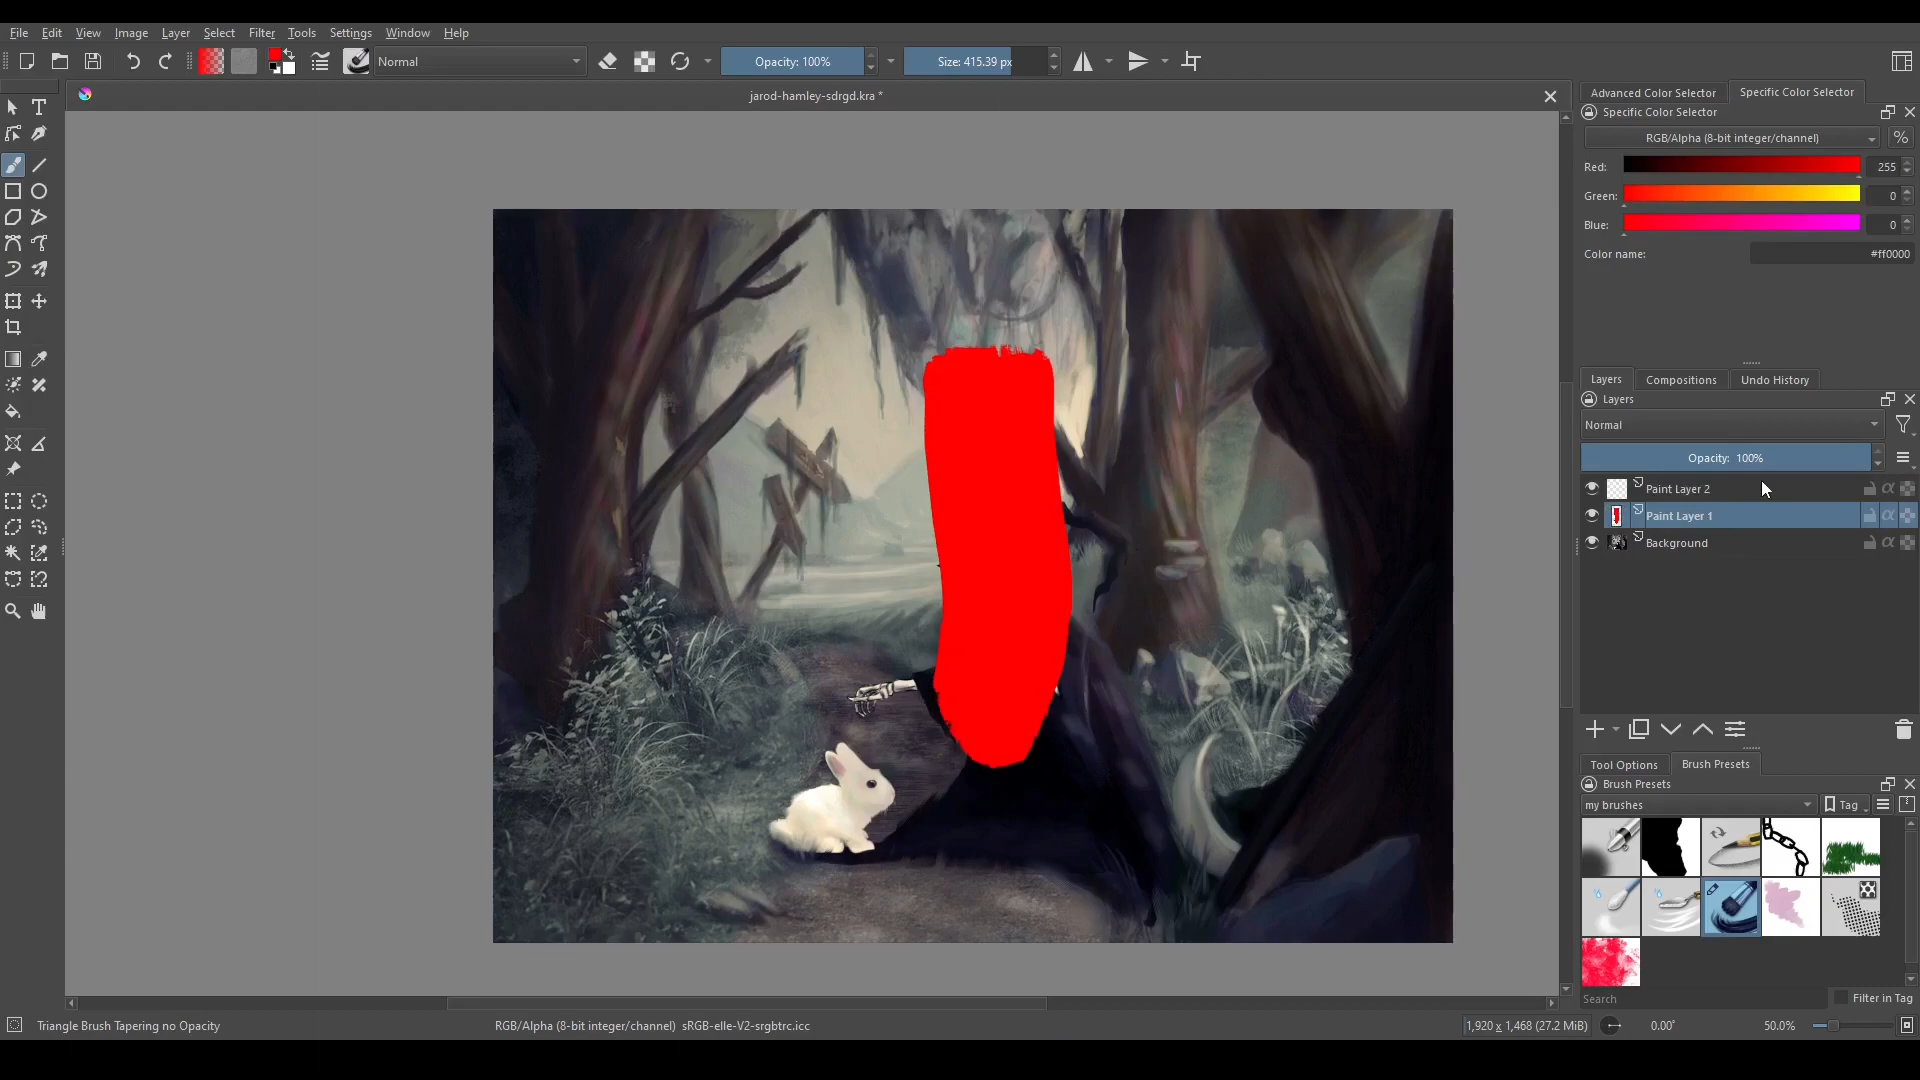 File Edit View Image Layer Select Filter Tools Settings Window Help
Normal
Opacity: 100%
Size: 415.39 px
jarod-hamley-sdrgd.kra *
Advanced Color Selector
Specific Color Selector
Specific Color Selector
RGB/Alpha (8-bit integer/channel)
%
Red: 255
Green: 0
Blue: 0
Color name: #ff0000
Layers Compositions Undo History
Layers
Normal
Opacity: 100%
Paint Layer 2
Paint Layer 1
Background
Tool Options Brush Presets
Brush Presets
my brushes
Tag
Search
Filter in Tag
Triangle Brush Tapering no Opacity
RGB/Alpha (8-bit integer/channel) sRGB-elle-V2-srgbtrc.icc
1,920 x 1,468 (27.2 MiB)
0.00°
50.0%